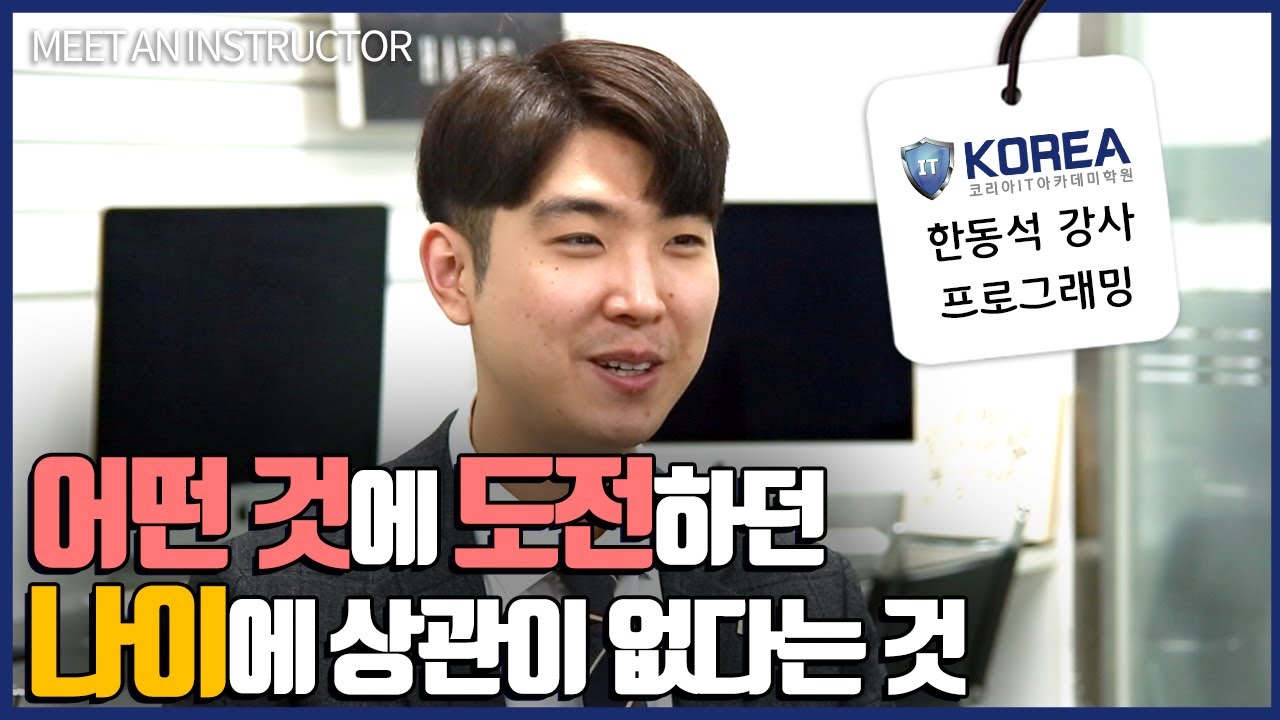 MEET AN INSTRUCTOR
IT
KOREA
코리아IT아카데미학원
한동석 강사
프로그래밍
어떤 것에 도전하던
나이에 상관이 없다는 것